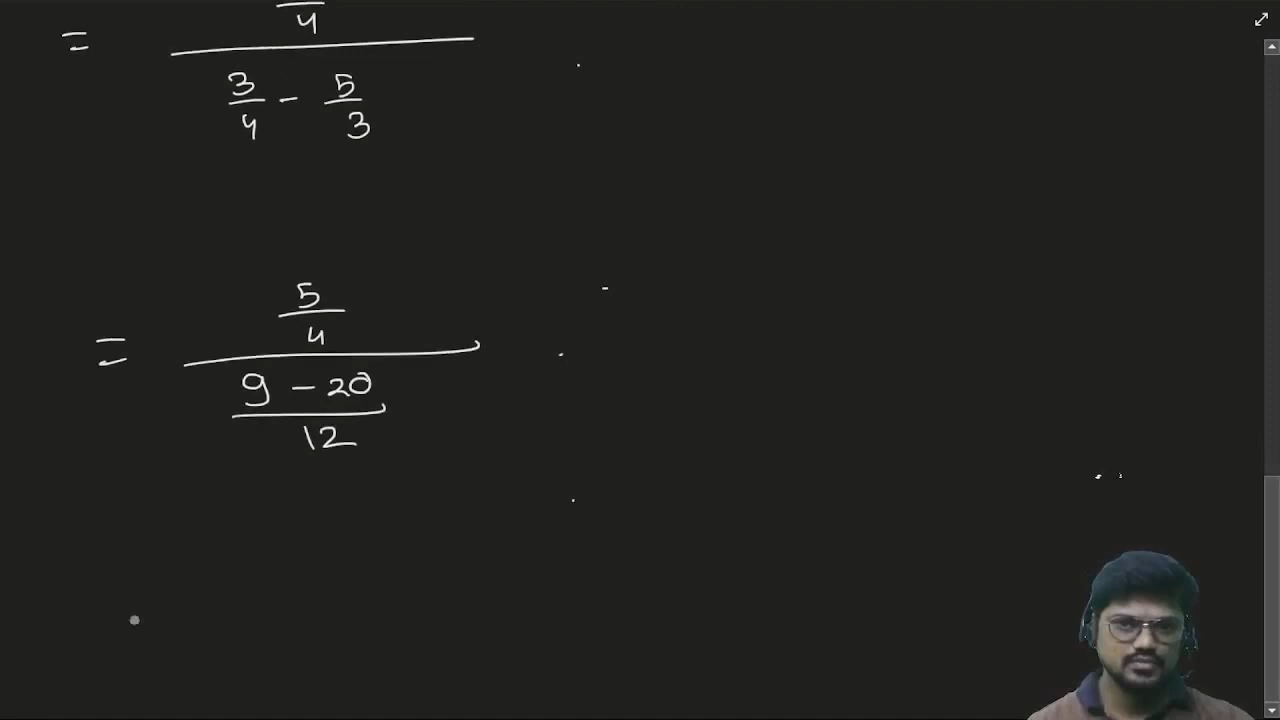 =
4
3/4 - 5/3
=
5/4
9 - 20
12